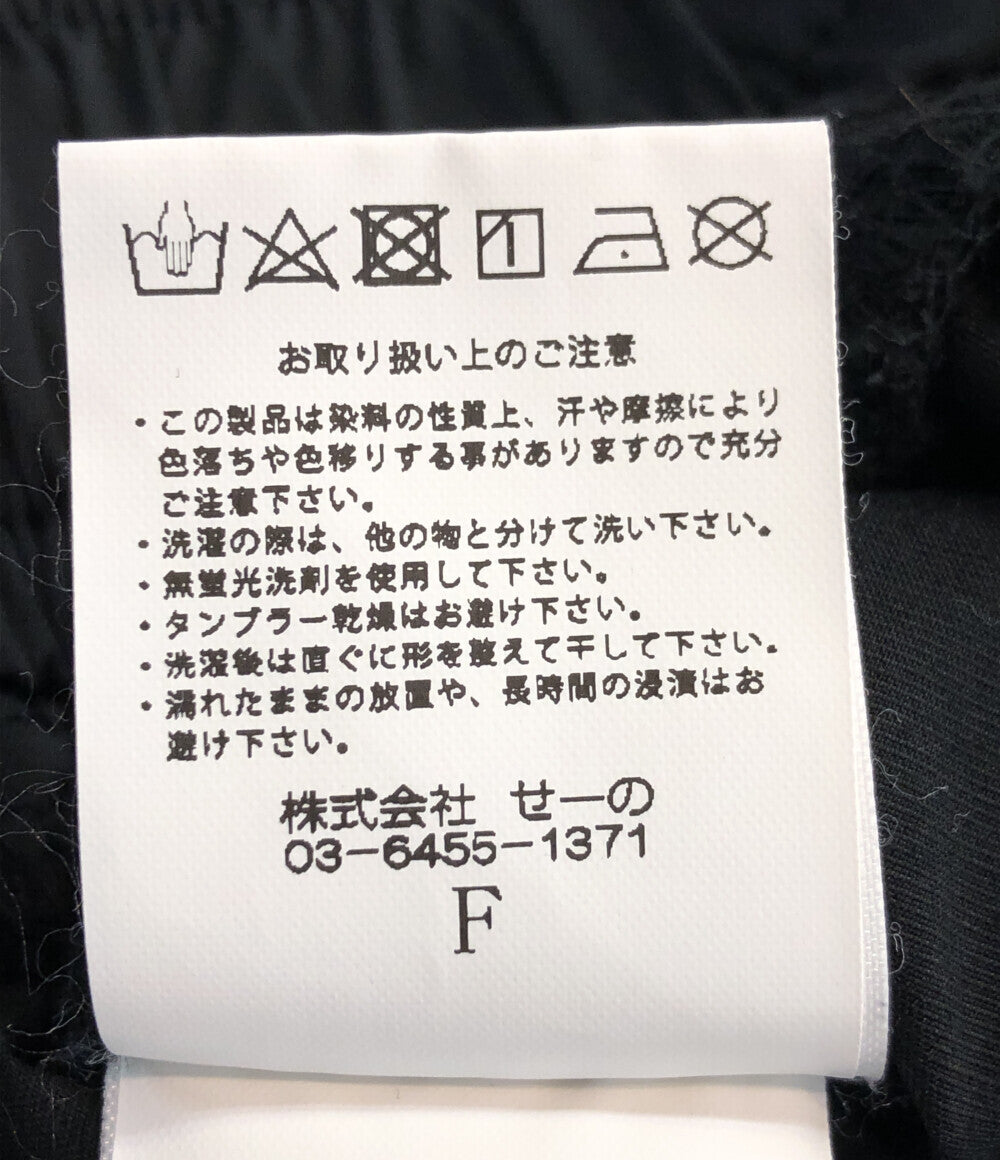 お取り扱い上のご注意
・この製品は染料の性質上、汗や摩擦により
色落ちや色移りする事がありますので充分
ご注意下さい。
・洗濯の際は、他の物と分けて洗い下さい。
・無蛍光洗剤を使用して下さい。
・タンブラー乾燥はお避け下さい。
・洗濯後は直ぐに形を整えて干して下さい。
・濡れたままの放置や、長時間の浸漬はお
避け下さい。
株式会社 せーの
03-6455-1371
F